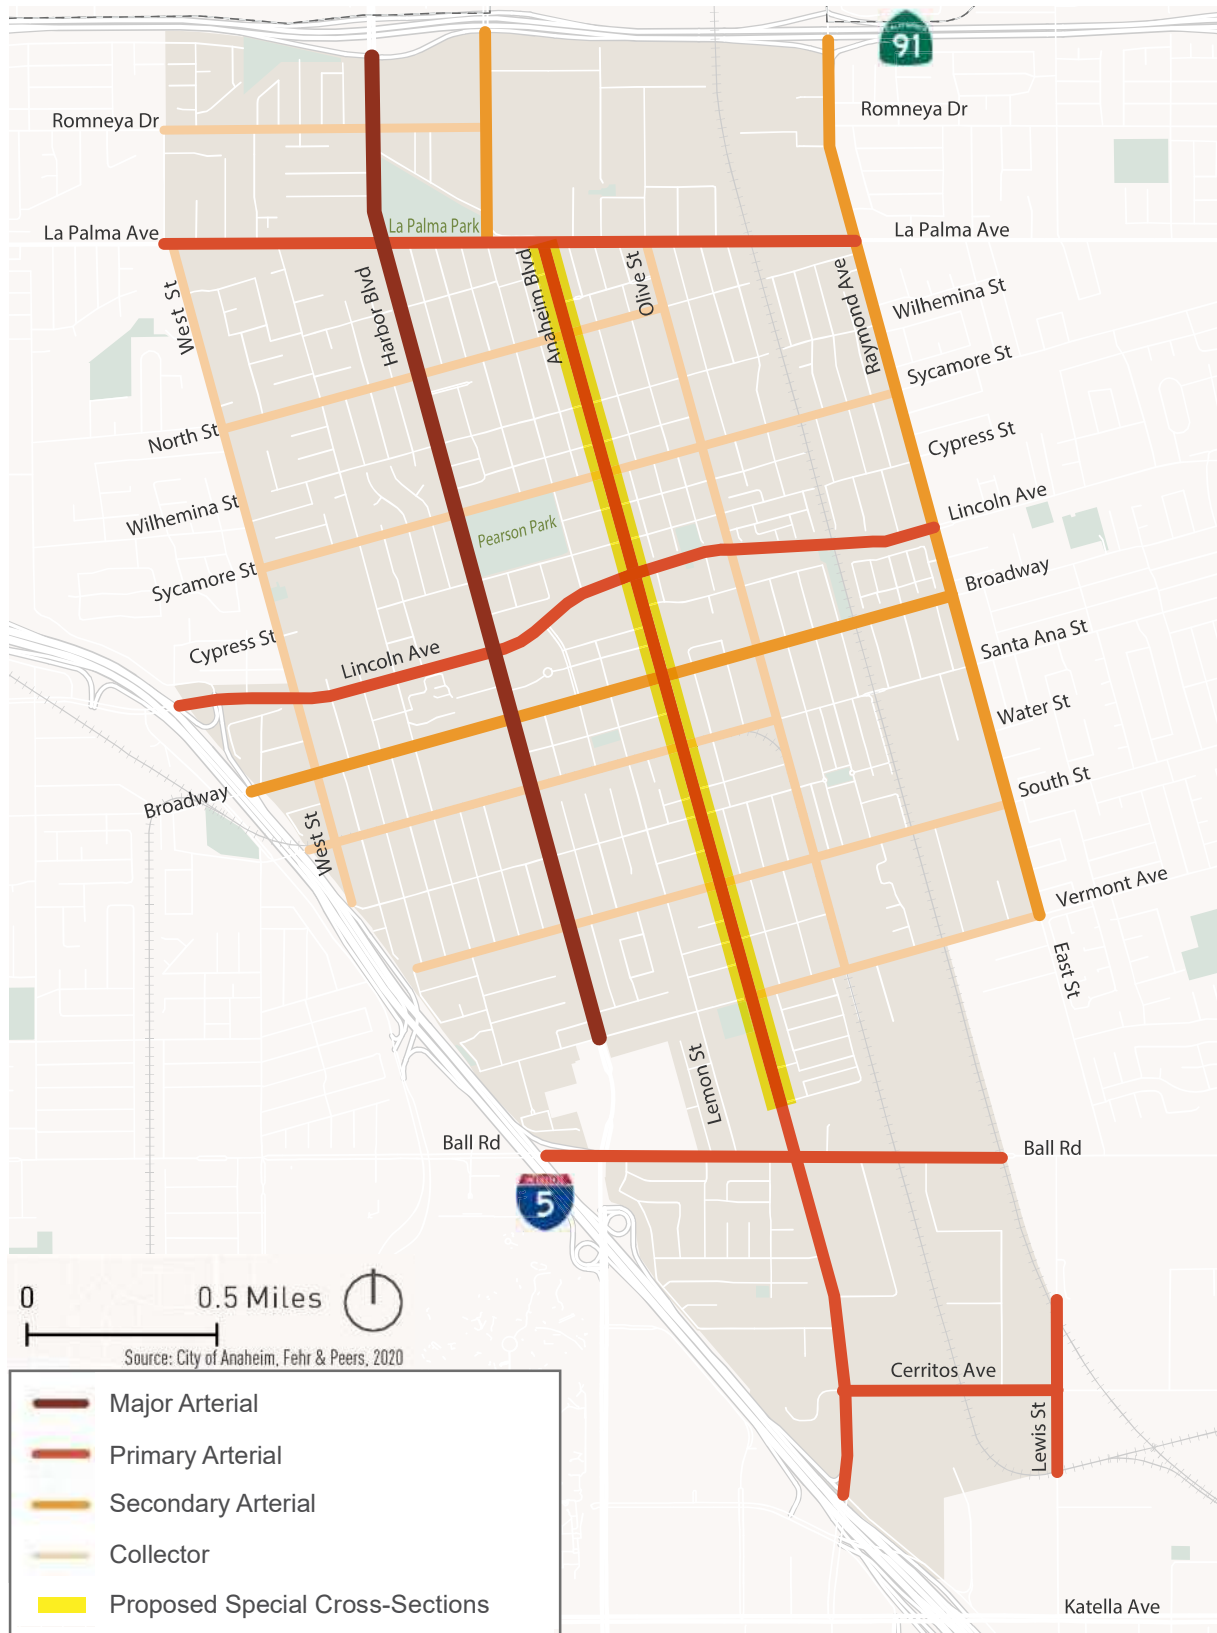 91
Romneya Dr
Romneya Dr
La Palma Park
La Palma Ave
La Palma Ave
West St
Harbor Blvd
Anaheim Blvd
Olive St
Raymond Ave
Wilhemina St
Sycamore St
North St
Cypress St
Wilhemina St
Lincoln Ave
Pearson Park
Sycamore St
Broadway
Cypress St
Lincoln Ave
Santa Ana St
Water St
Broadway
South St
West St
Vermont Ave
East St
Lemon St
Ball Rd
Ball Rd
5
0
0.5 Miles
Source: City of Anaheim, Fehr & Peers, 2020
Cerritos Ave
Lewis St
Major Arterial
Primary Arterial
Secondary Arterial
Collector
Proposed Special Cross-Sections
Katella Ave